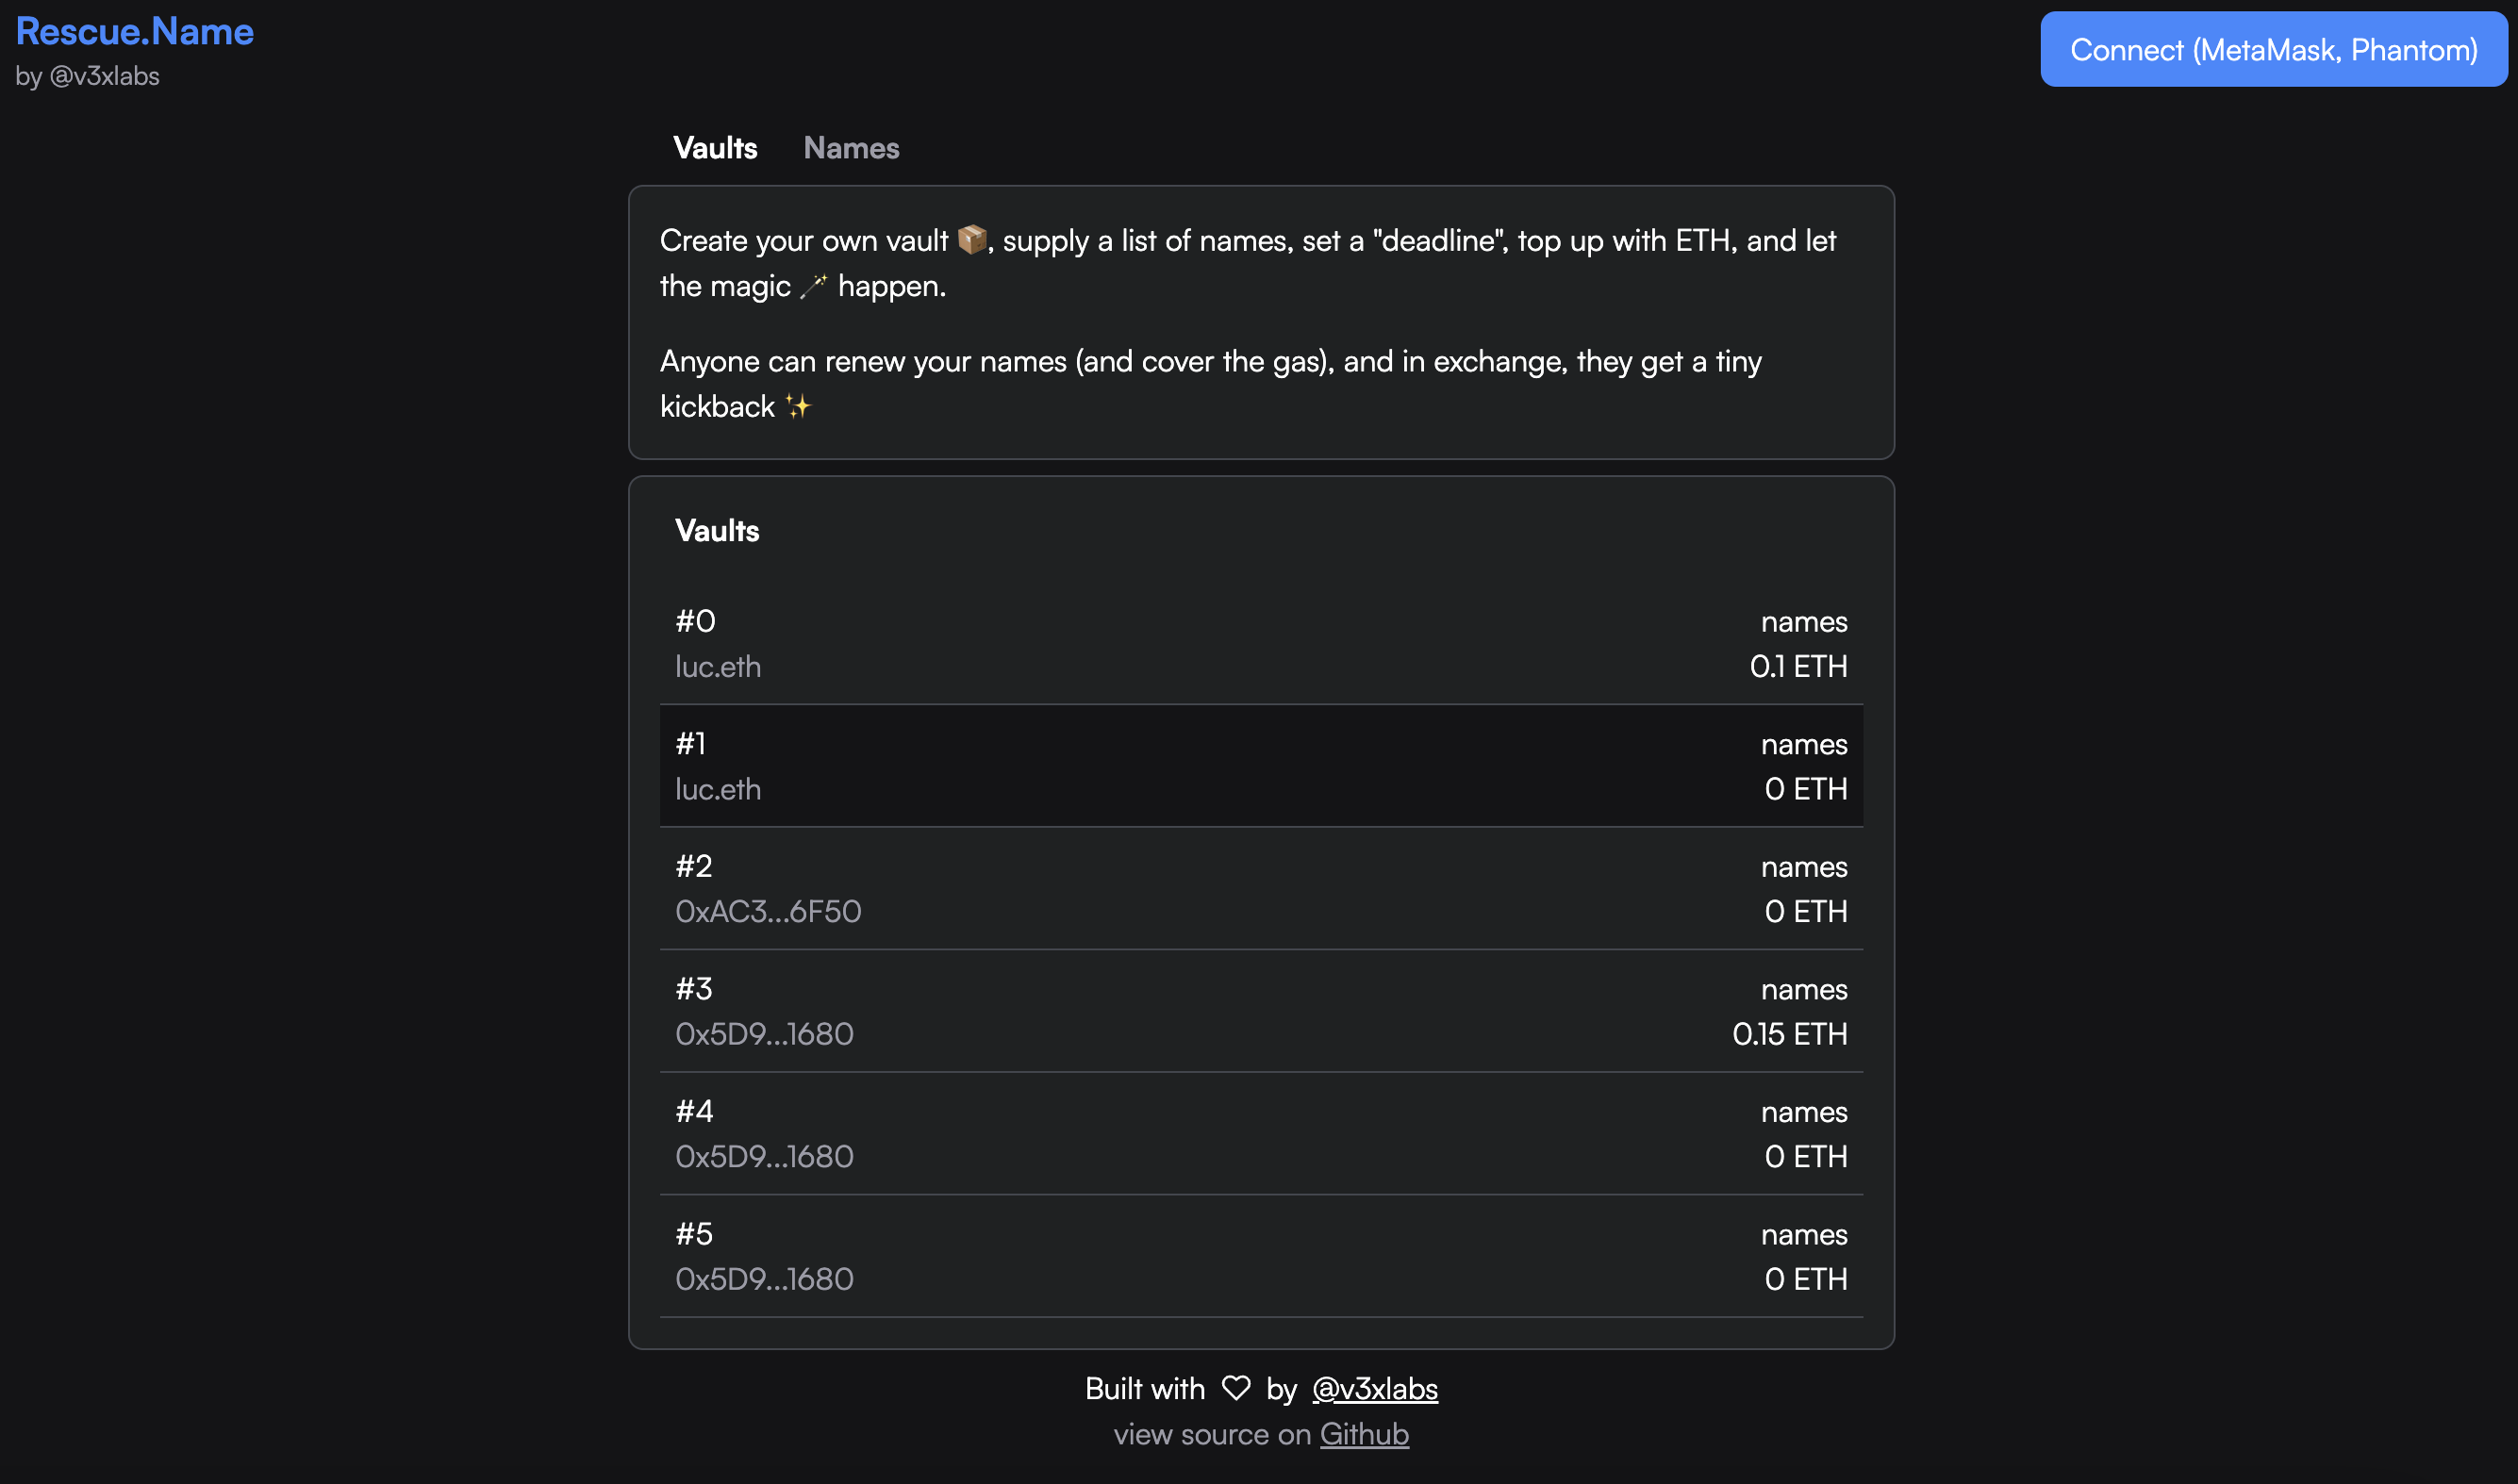 Rescue.Name
by @v3xlabs
Connect (MetaMask, Phantom)
Vaults Names
Create your own vault 📦, supply a list of names, set a "deadline", top up with ETH, and let
the magic 🪄 happen.
Anyone can renew your names (and cover the gas), and in exchange, they get a tiny
kickback ✨
Vaults
#0 names
luc.eth 0.1 ETH
#1 names
luc.eth 0 ETH
#2 names
0xAC3...6F50 0 ETH
#3 names
0x5D9...1680 0.15 ETH
#4 names
0x5D9...1680 0 ETH
#5 names
0x5D9...1680 0 ETH
Built with ♡ by @v3xlabs
view source on Github